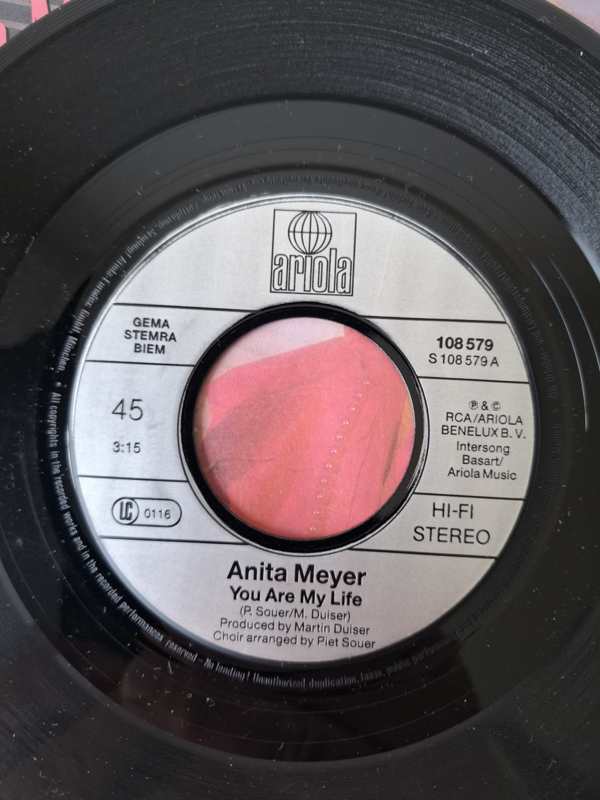 ariola
GEMA
STEMRA
BIEM
108 579
S 108 579 A
45
3:15
℗ & ©
RCA/ARIOLA
BENELUX B. V.
Intersong
Basart/
Ariola Music
LC 0116
HI-FI
STEREO
Anita Meyer
You Are My Life
(P. Souer/M. Duiser)
Produced by Martin Duiser
Choir arranged by Piet Souer
All copyrights in the recorded works and in the recorded performances reserved – No lending! Unauthorized duplication, hire, public performance and